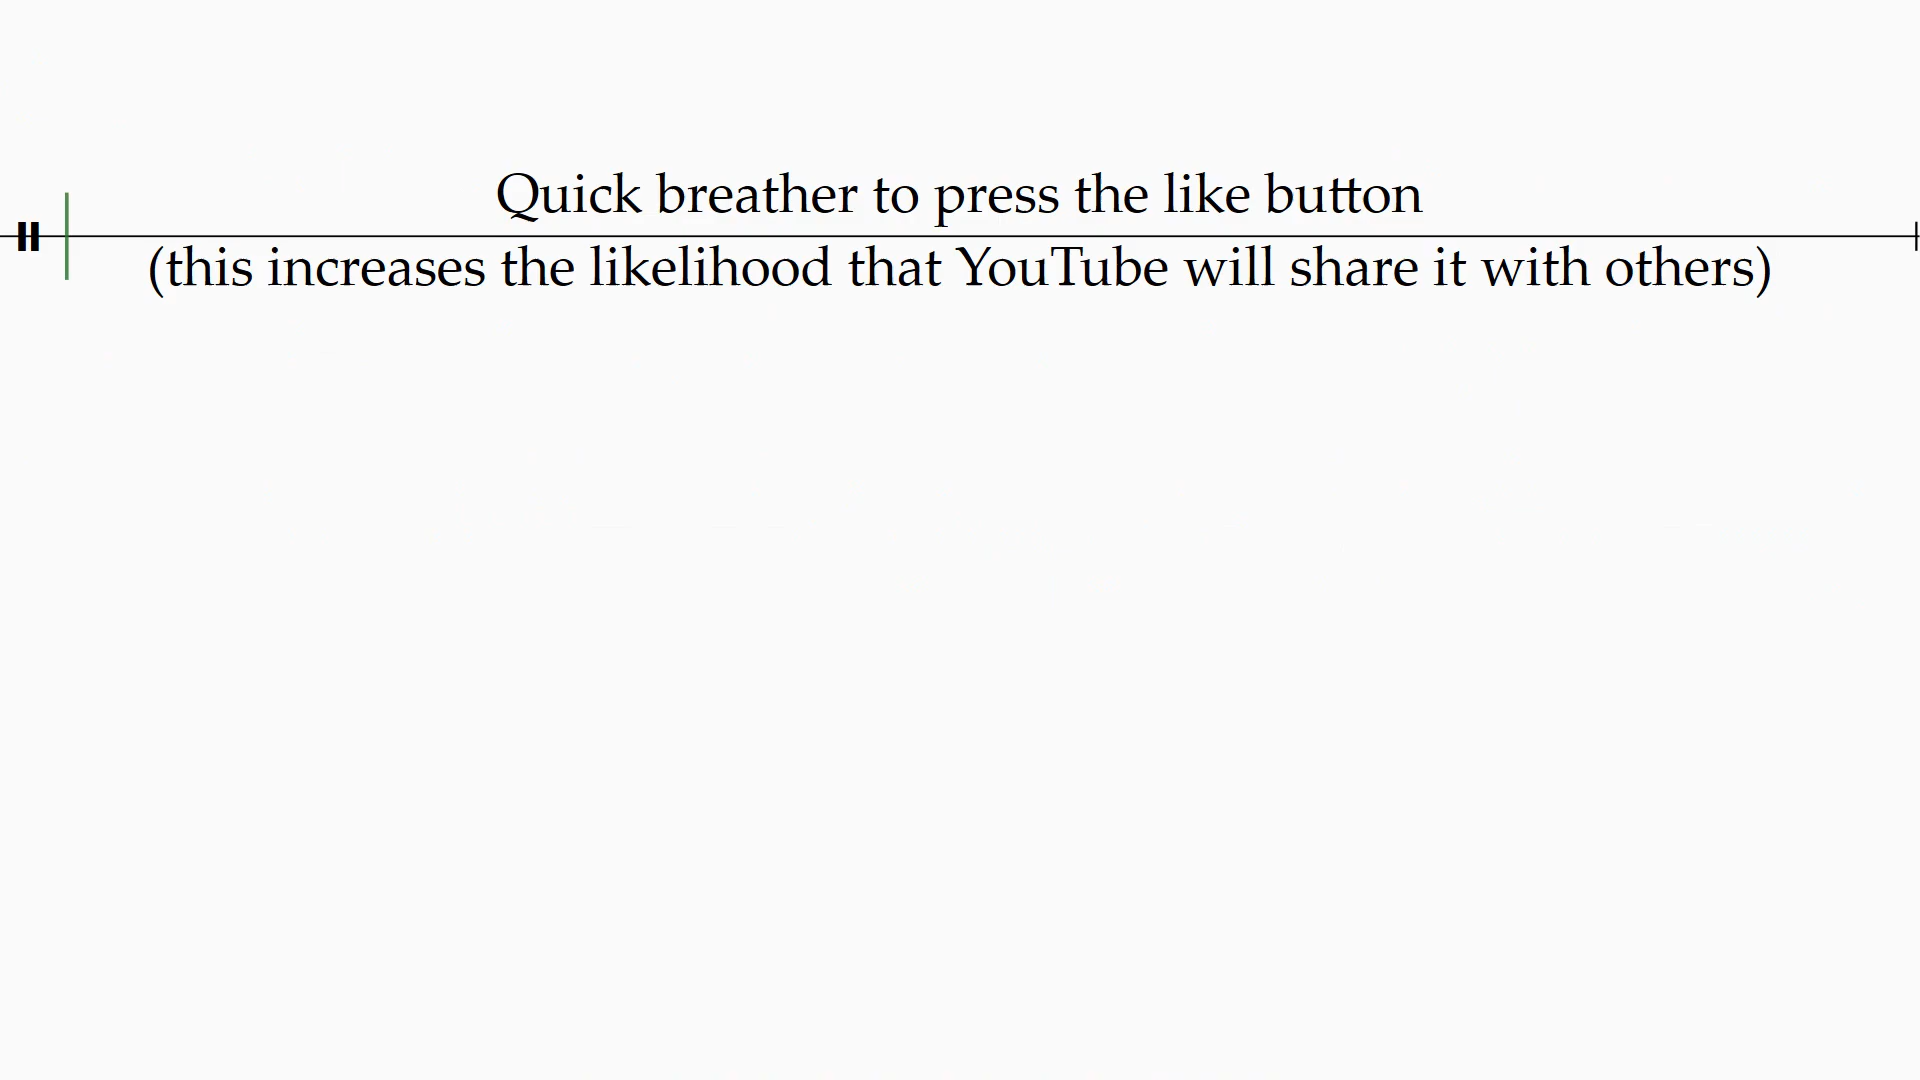 Quick breather to press the like button
(this increases the likelihood that YouTube will share it with others)